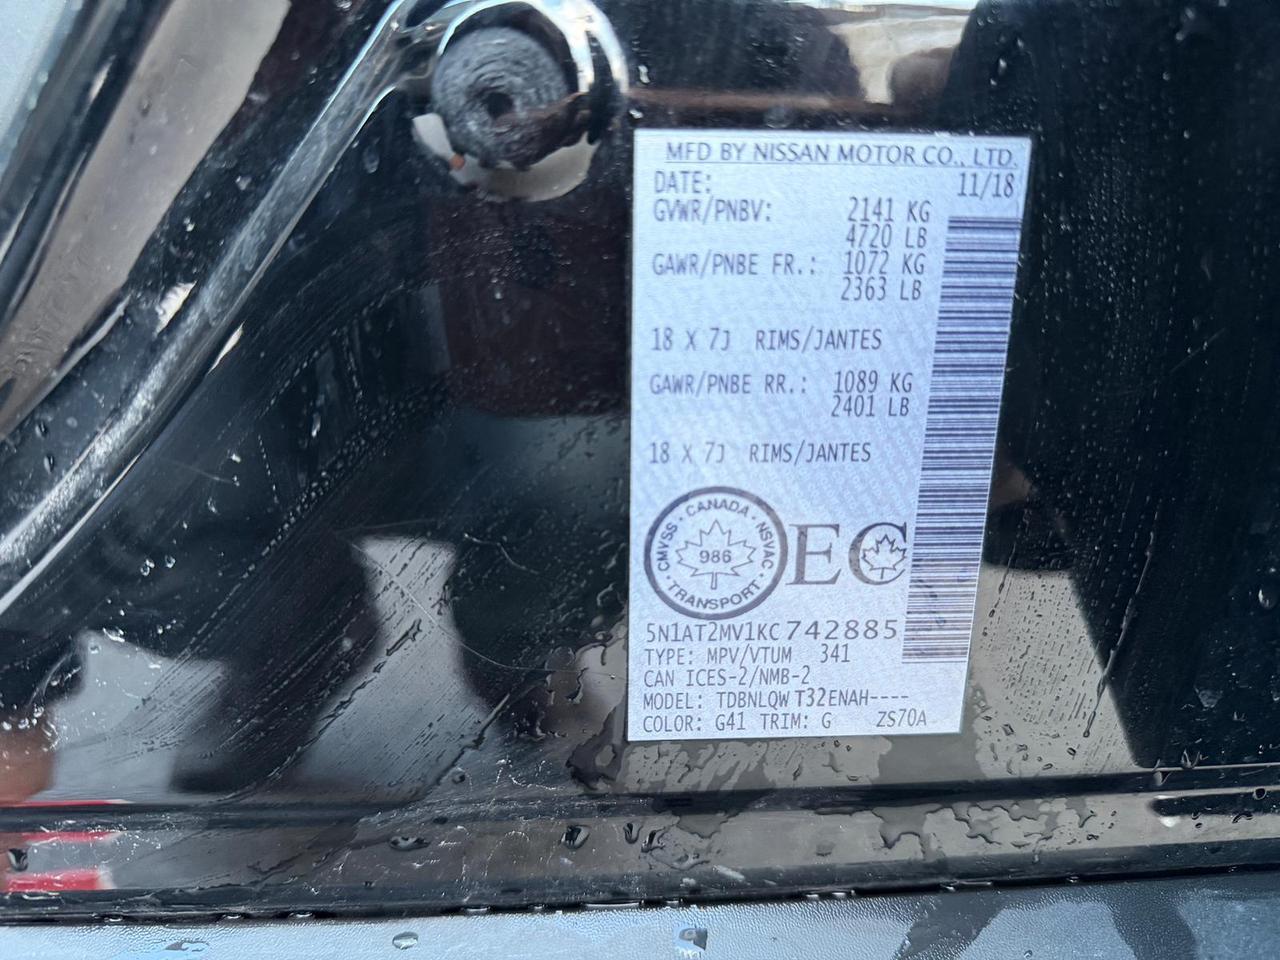 MFD BY NISSAN MOTOR CO., LTD.
DATE: 11/18
GVWR/PNBV: 2141 KG
4720 LB
GAWR/PNBE FR.: 1072 KG
2363 LB
18 X 7J RIMS/JANTES
GAWR/PNBE RR.: 1089 KG
2401 LB
18 X 7J RIMS/JANTES
CMVSS · CANADA · NSVAC · TRANSPORT ·
986
EC
5N1AT2MV1KC742885
TYPE: MPV/VTUM 341
CAN ICES-2/NMB-2
MODEL: TDBNLQW T32ENAH----
COLOR: G41 TRIM: G ZS70A